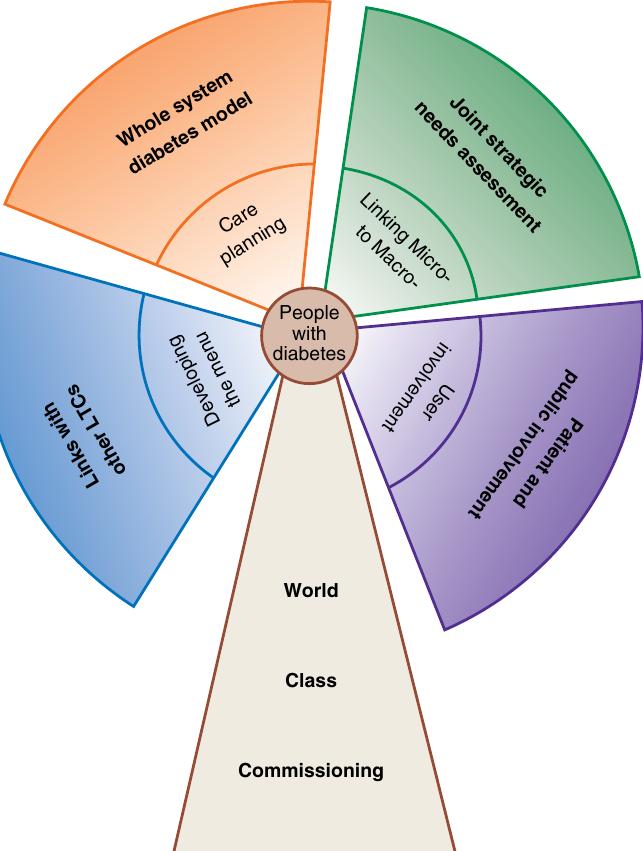 Whole system
diabetes model
Care
planning
Joint strategic
needs assessment
Linking Micro-
to Macro-
People
with
diabetes
Developing
the menu
Links with
other LTCs
User
involvement
Patient and
public involvement
World
Class
Commissioning